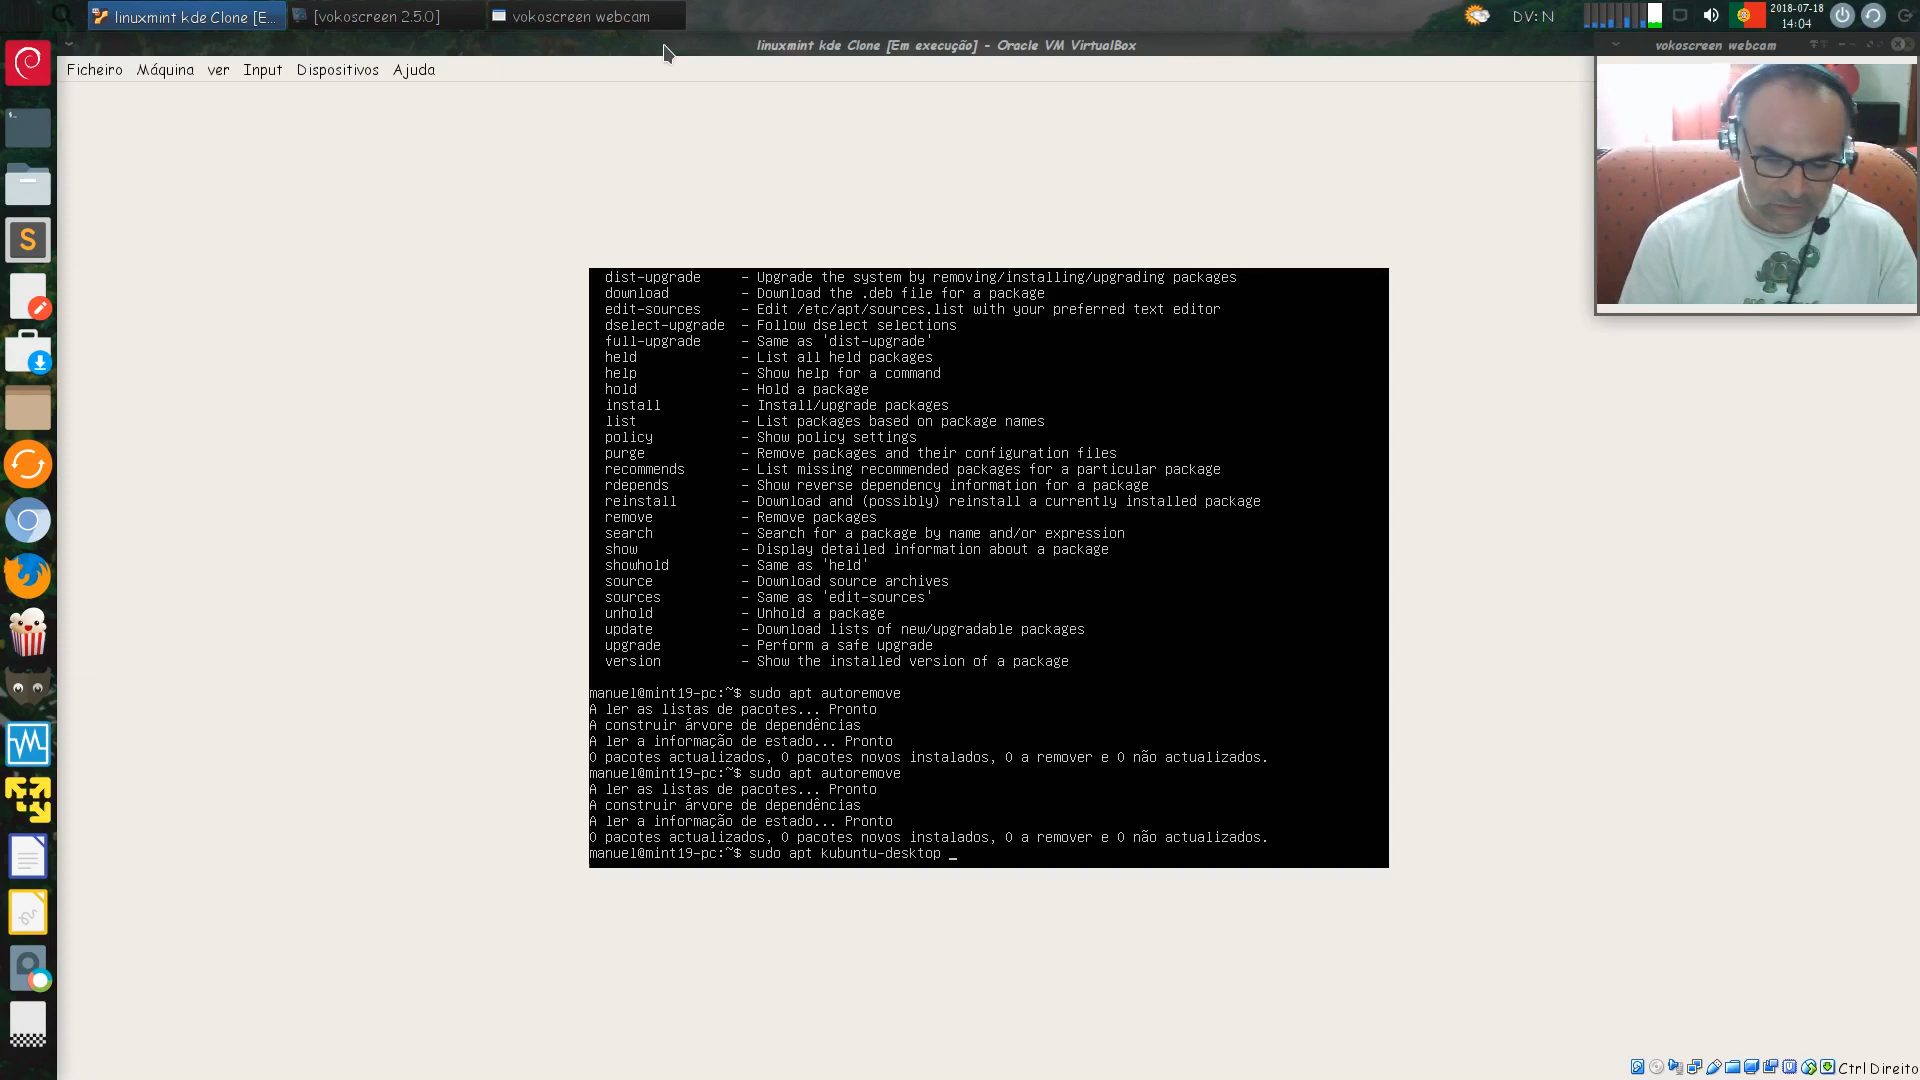 linuxmint kde Clone [E...
[vokoscreen 2.5.0]
vokoscreen webcam
DV: N
2018-07-18
14:04
linuxmint kde Clone [Em execução] - Oracle VM VirtualBox
vokoscreen webcam
Ficheiro Máquina ver Input Dispositivos Ajuda
dist-upgrade - Upgrade the system by removing/installing/upgrading packages
download - Download the .deb file for a package
edit-sources - Edit /etc/apt/sources.list with your preferred text editor
dselect-upgrade - Follow dselect selections
full-upgrade - Same as 'dist-upgrade'
held - List all held packages
help - Show help for a command
hold - Hold a package
install - Install/upgrade packages
list - List packages based on package names
policy - Show policy settings
purge - Remove packages and their configuration files
recommends - List missing recommended packages for a particular package
rdepends - Show reverse dependency information for a package
reinstall - Download and (possibly) reinstall a currently installed package
remove - Remove packages
search - Search for a package by name and/or expression
show - Display detailed information about a package
showhold - Same as 'held'
source - Download source archives
sources - Same as 'edit-sources'
unhold - Unhold a package
update - Download lists of new/upgradable packages
upgrade - Perform a safe upgrade
version - Show the installed version of a package
manuel@mint19-pc:~$ sudo apt autoremove
A ler as listas de pacotes... Pronto
A construir árvore de dependências
A ler a informação de estado... Pronto
0 pacotes actualizados, 0 pacotes novos instalados, 0 a remover e 0 não actualizados.
manuel@mint19-pc:~$ sudo apt autoremove
A ler as listas de pacotes... Pronto
A construir árvore de dependências
A ler a informação de estado... Pronto
0 pacotes actualizados, 0 pacotes novos instalados, 0 a remover e 0 não actualizados.
manuel@mint19-pc:~$ sudo apt kubuntu-desktop _
Ctrl Direito